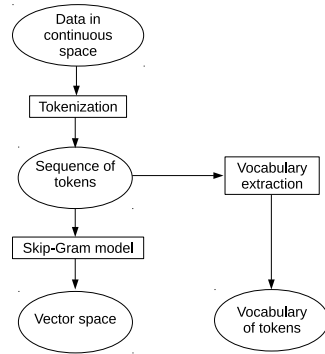 Data in
continuous
space
Tokenization
Sequence of
tokens
Vocabulary
extraction
Skip-Gram model
Vector space
Vocabulary
of tokens